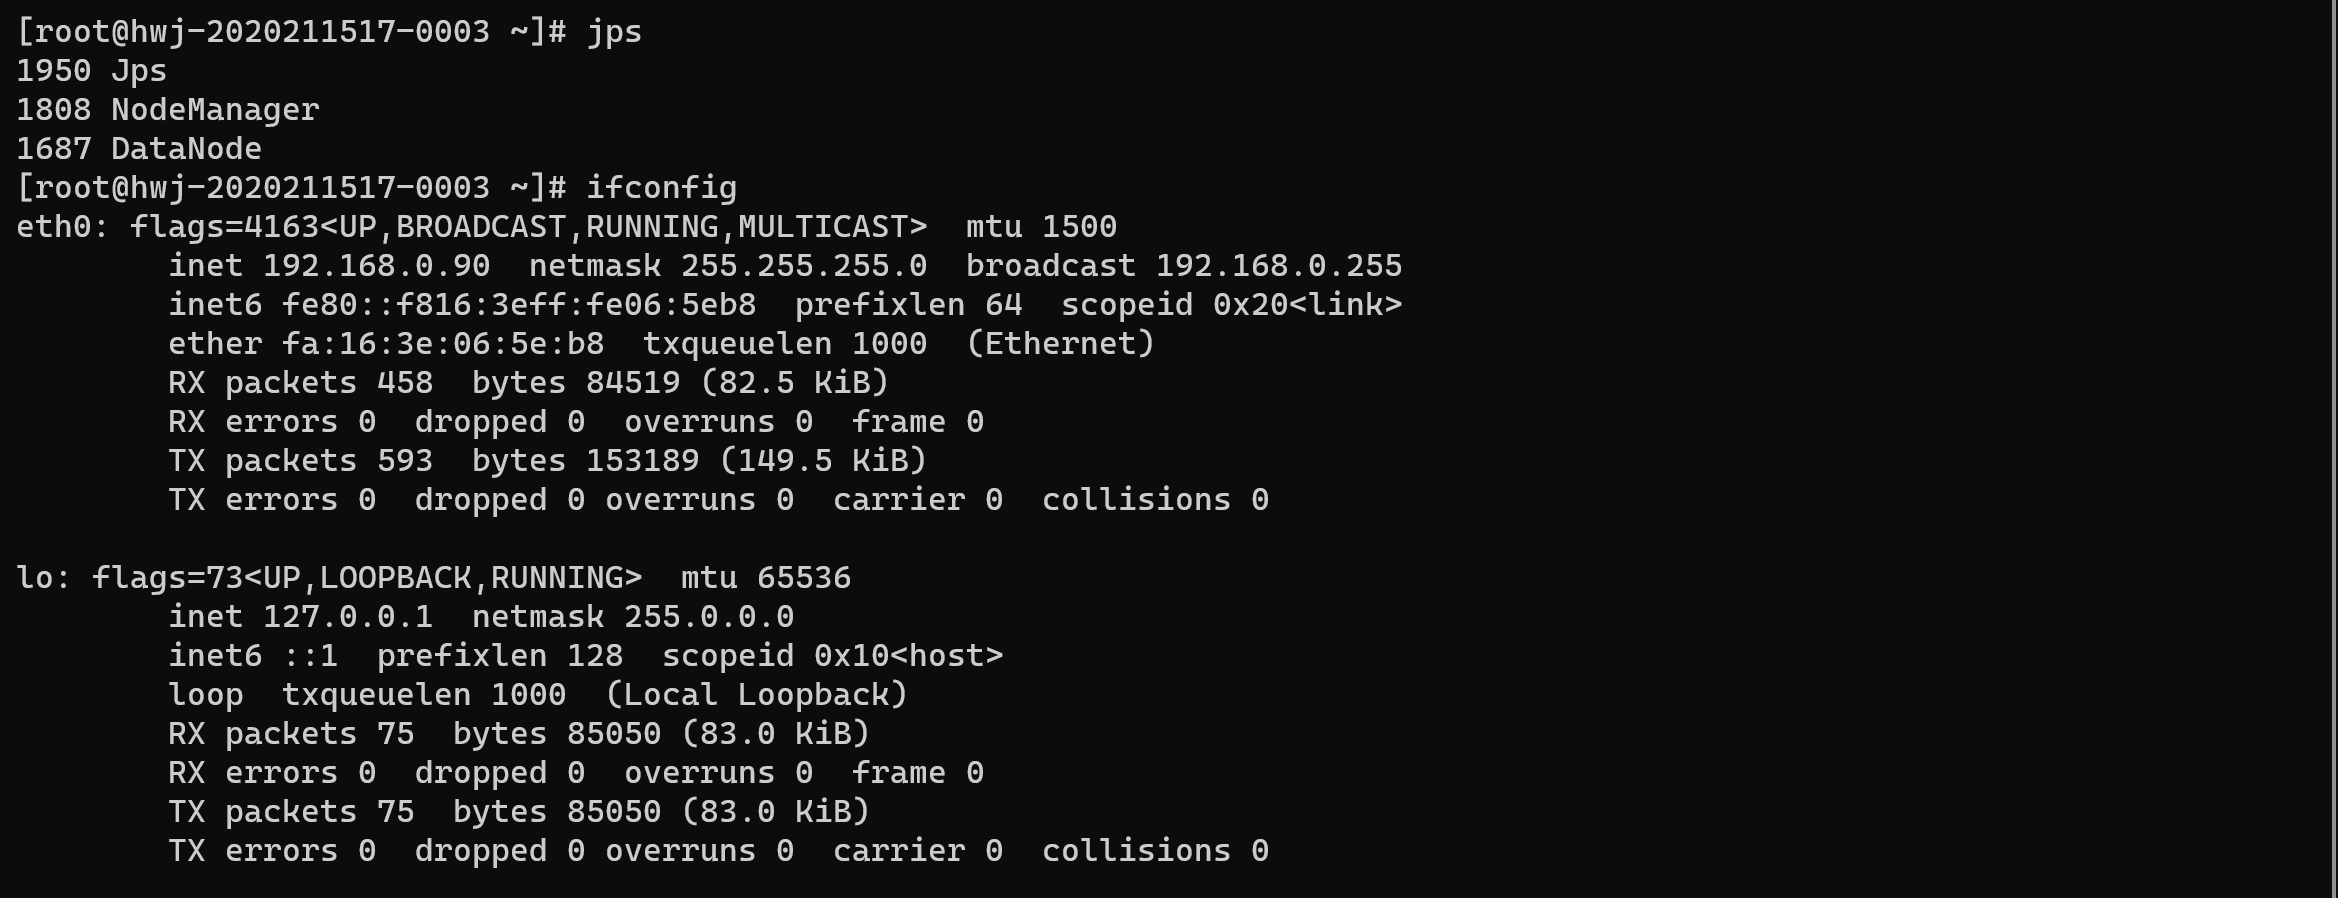 [root@hwj-2020211517-0003 ~]# jps
1950 Jps
1808 NodeManager
1687 DataNode
[root@hwj-2020211517-0003 ~]# ifconfig
eth0: flags=4163<UP,BROADCAST,RUNNING,MULTICAST>  mtu 1500
        inet 192.168.0.90  netmask 255.255.255.0  broadcast 192.168.0.255
        inet6 fe80::f816:3eff:fe06:5eb8  prefixlen 64  scopeid 0x20<link>
        ether fa:16:3e:06:5e:b8  txqueuelen 1000  (Ethernet)
        RX packets 458  bytes 84519 (82.5 KiB)
        RX errors 0  dropped 0  overruns 0  frame 0
        TX packets 593  bytes 153189 (149.5 KiB)
        TX errors 0  dropped 0 overruns 0  carrier 0  collisions 0

lo: flags=73<UP,LOOPBACK,RUNNING>  mtu 65536
        inet 127.0.0.1  netmask 255.0.0.0
        inet6 ::1  prefixlen 128  scopeid 0x10<host>
        loop  txqueuelen 1000  (Local Loopback)
        RX packets 75  bytes 85050 (83.0 KiB)
        RX errors 0  dropped 0  overruns 0  frame 0
        TX packets 75  bytes 85050 (83.0 KiB)
        TX errors 0  dropped 0 overruns 0  carrier 0  collisions 0